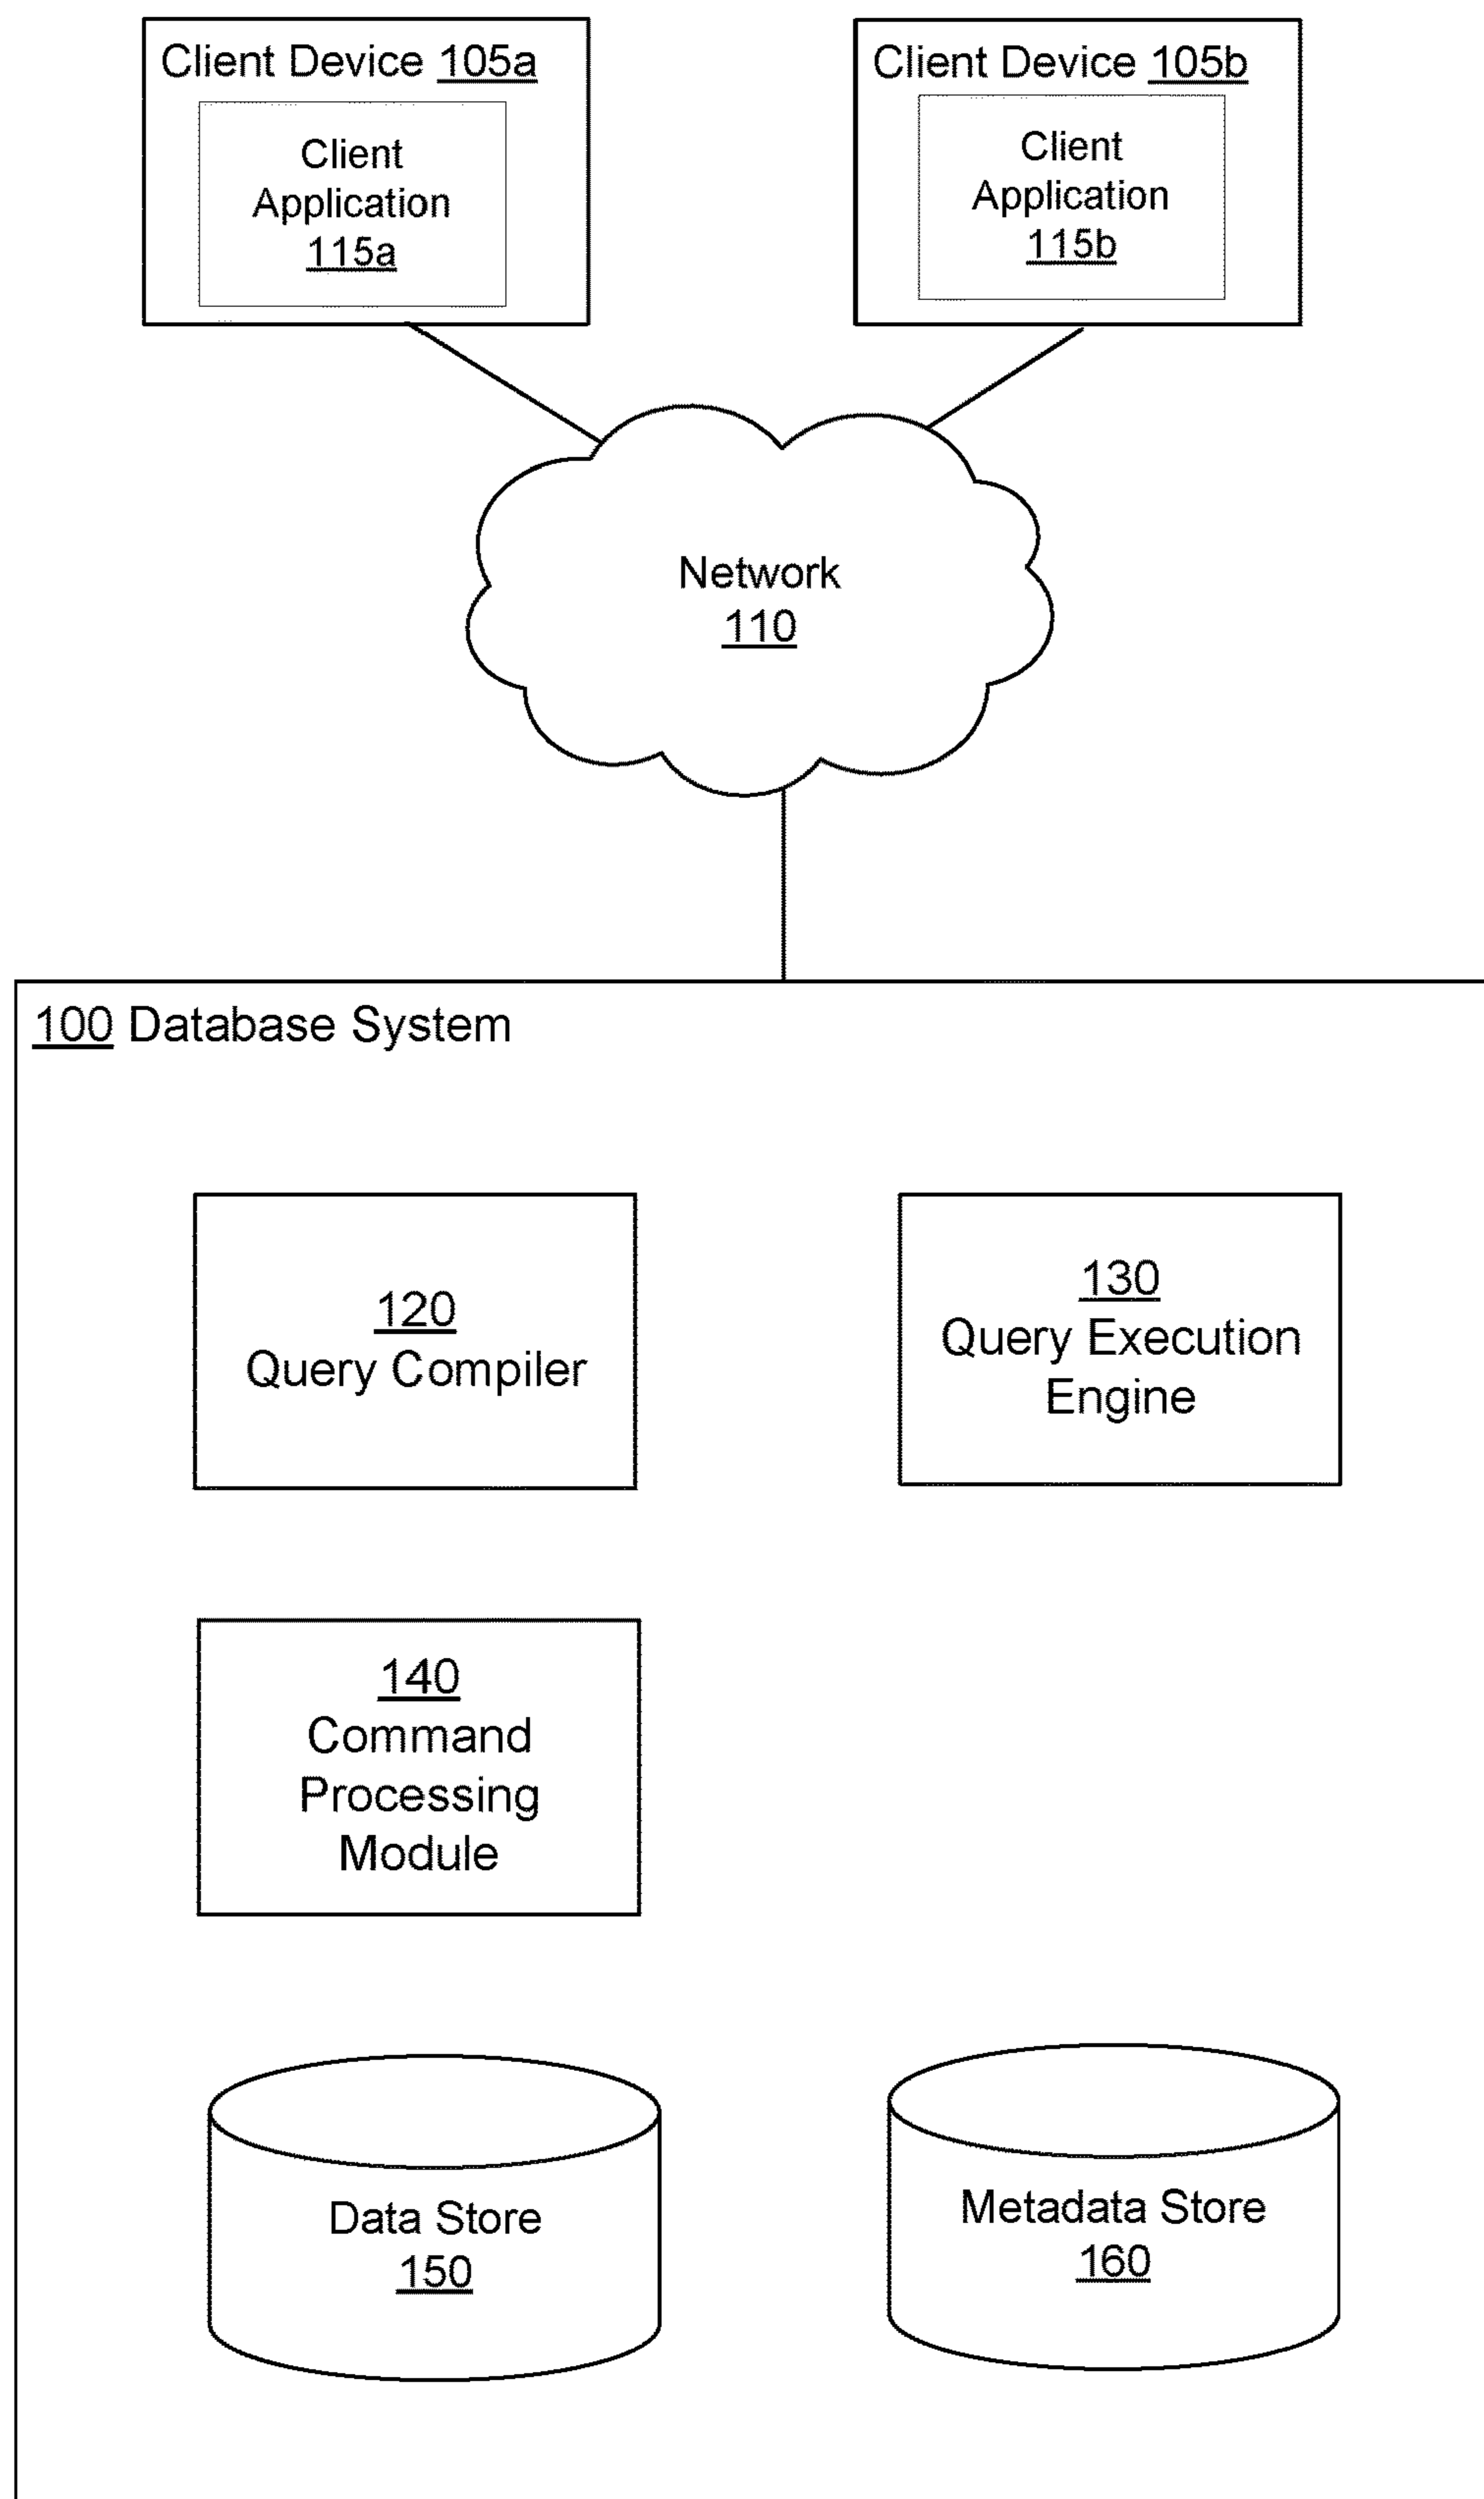 Client Device 105a
Client
Application
115a
Client Device 105b
Client
Application
115b
Network
110
100 Database System
120
Query Compiler
130
Query Execution
Engine
140
Command
Processing
Module
Data Store
150
Metadata Store
160